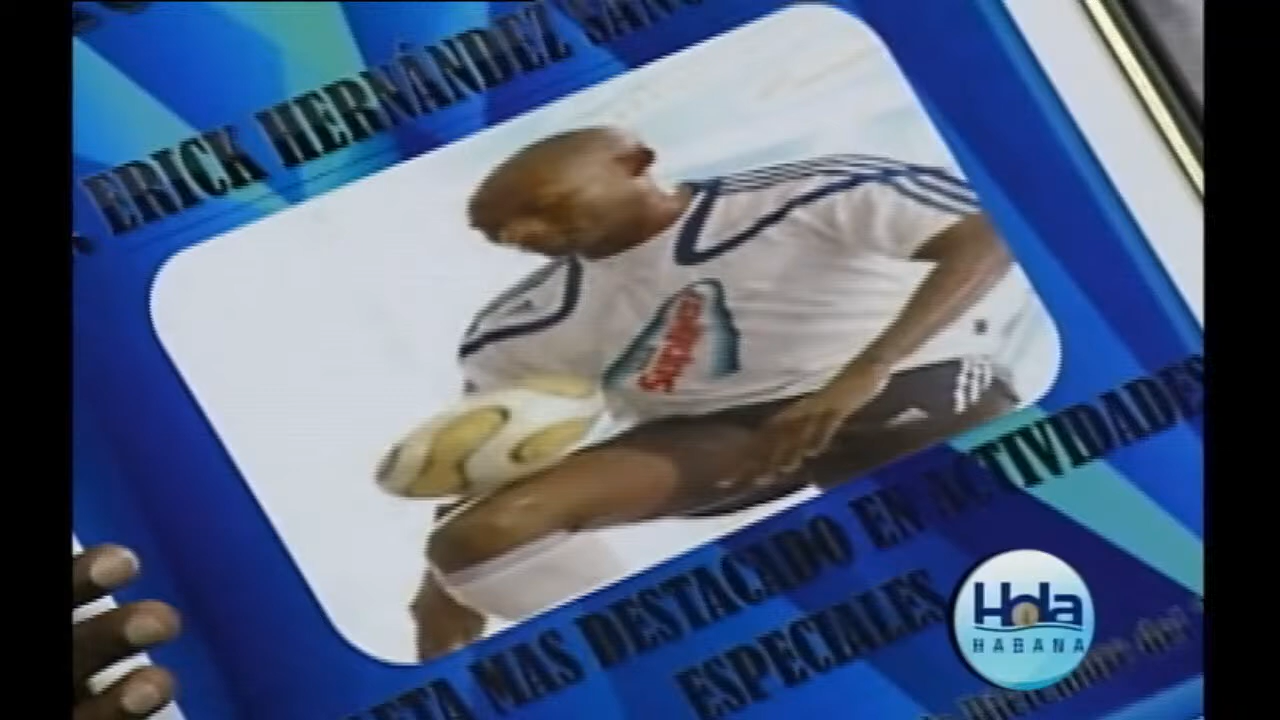 ERICK HERNÁNDEZ
MAS DESTACADO EN ACTIVIDADES
ESPECIALES
Hola
HABANA